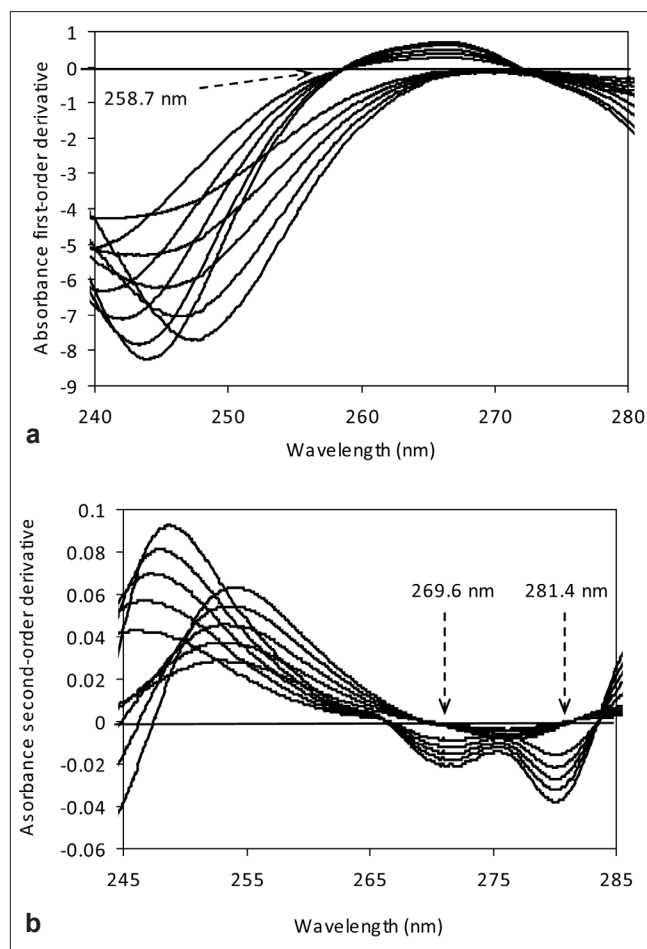 1
0
-1
-2
-3
-4
-5
-6
-7
-8
-9
258.7 nm
Absorbance first-order derivative
240 250 260 270 280
Wavelength (nm)
a
0.1
0.08
0.06
0.04
0.02
0
-0.02
-0.04
-0.06
269.6 nm 281.4 nm
Asorbance second-order derivative
245 255 265 275 285
Wavelength (nm)
b